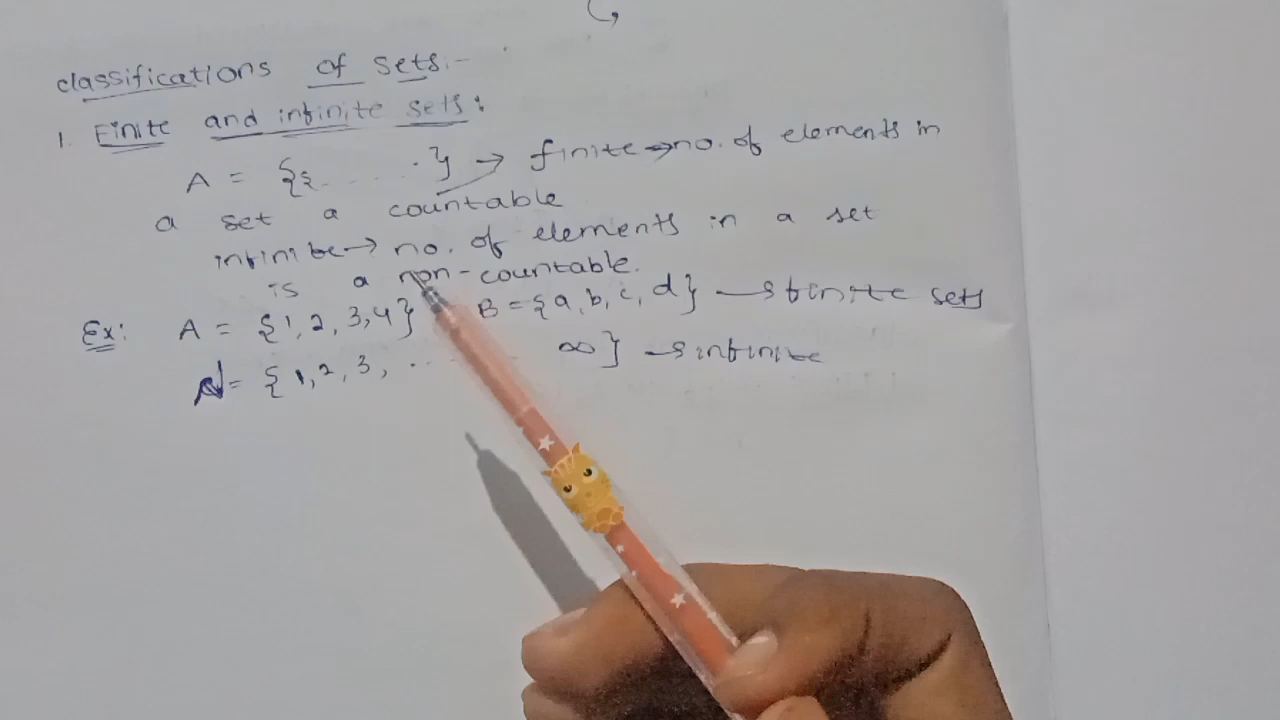 classifications of sets:-
1. Finite and infinite sets:
A = {ξ......} → finite → no. of elements in
a set a countable
infinite → no. of elements in a set
is a non-countable.
Ex: A = {1, 2, 3, 4} B = {a, b, c, d} → finite sets
N = {1, 2, 3, ... ∞} → infinite